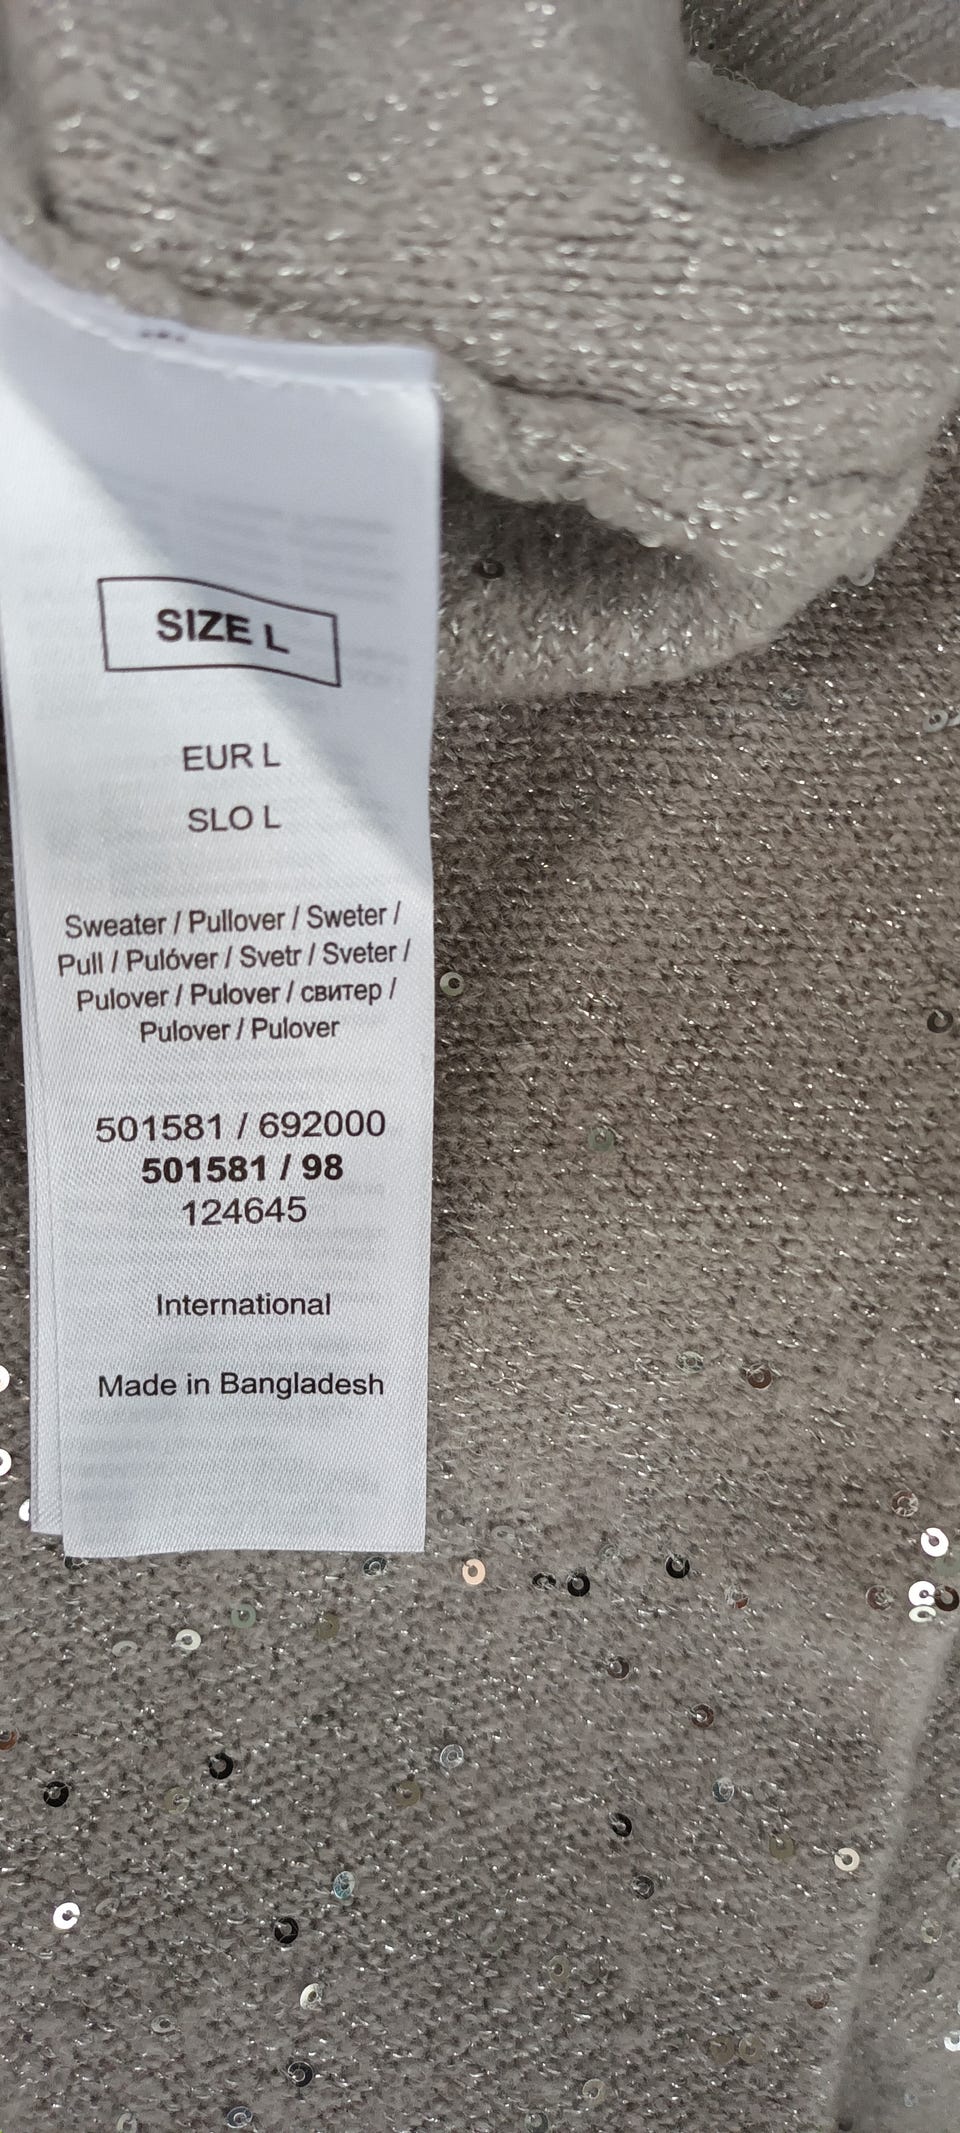 SIZE L
EUR L
SLO L
Sweater / Pullover / Sweter /
Pull / Pulóver / Svetr / Sveter /
Pulover / Pulover / свитер /
Pulover / Pulover
501581 / 692000
501581 / 98
124645
International
Made in Bangladesh